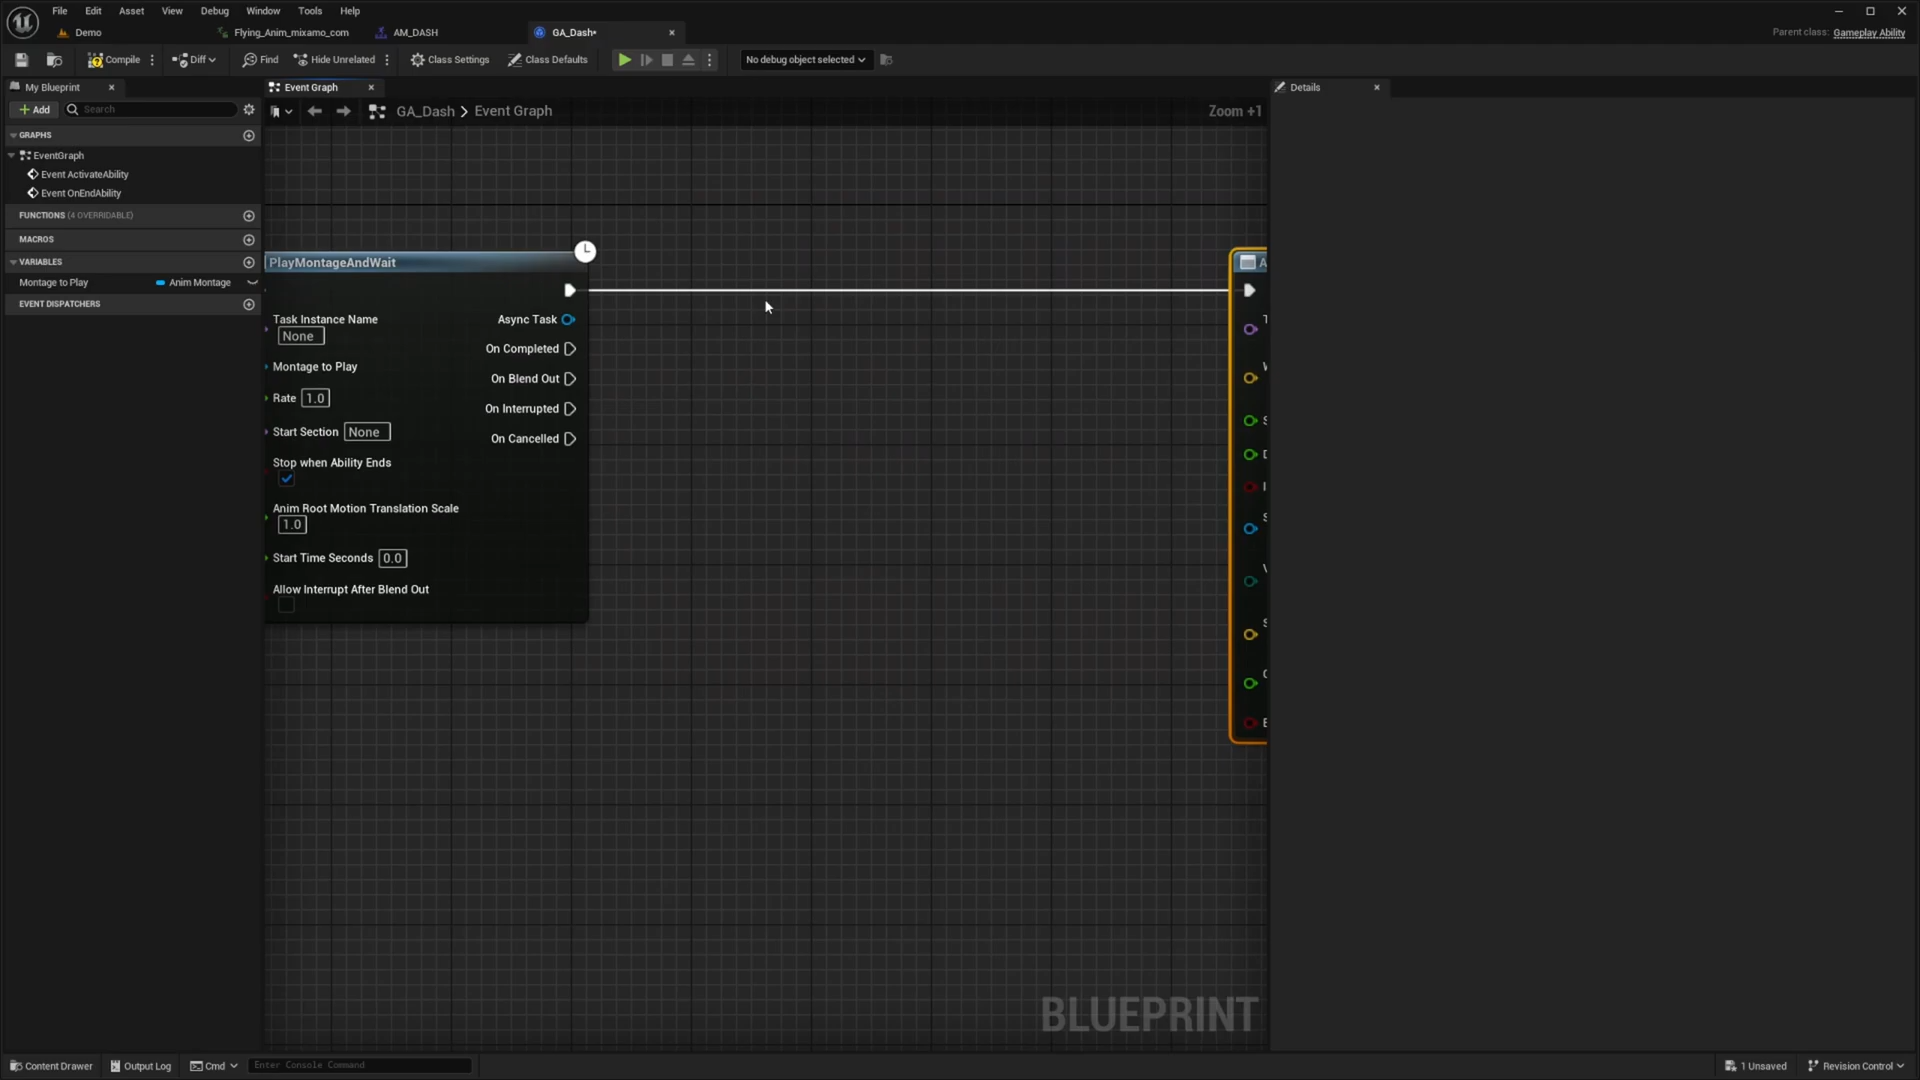 File Edit Asset View Debug Window Tools Help
Demo Flying_Anim_mixamo_com AM_DASH GA_Dash* Parent class: Gameplay Ability
Compile Diff Find Hide Unrelated Class Settings Class Defaults No debug object selected
My Blueprint Event Graph Details
Add Search GA_Dash > Event Graph Zoom +1
GRAPHS
EventGraph
Event ActivateAbility
Event OnEndAbility
FUNCTIONS (4 OVERRIDABLE)
MACROS
VARIABLES
Montage to Play Anim Montage
EVENT DISPATCHERS
PlayMontageAndWait
Task Instance Name Async Task
None
On Completed
Montage to Play
On Blend Out
Rate 1.0
On Interrupted
Start Section None
On Cancelled
Stop when Ability Ends
Anim Root Motion Translation Scale
1.0
Start Time Seconds 0.0
Allow Interrupt After Blend Out
BLUEPRINT
Content Drawer Output Log Cmd Enter Console Command 1 Unsaved Revision Control